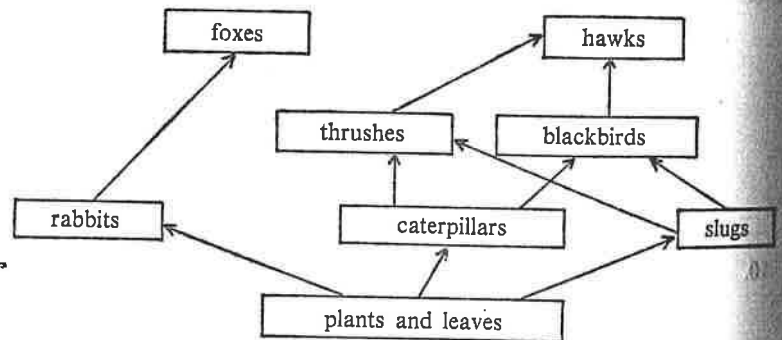 foxes
hawks
thrushes
blackbirds
rabbits
caterpillars
slugs
plants and leaves